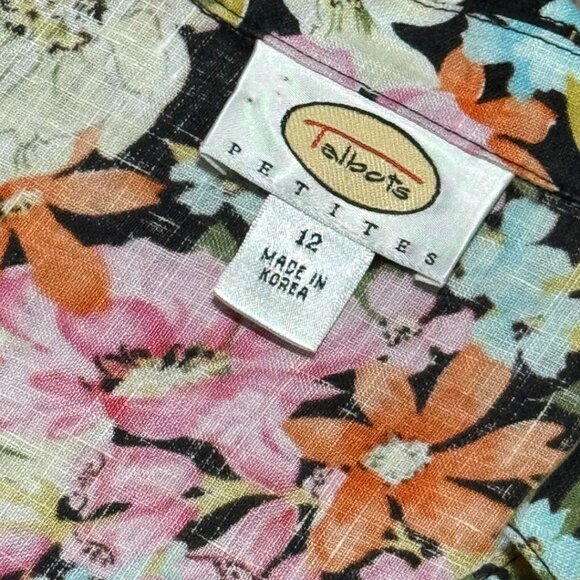 Talbots
PETITES
12
MADE IN
KOREA